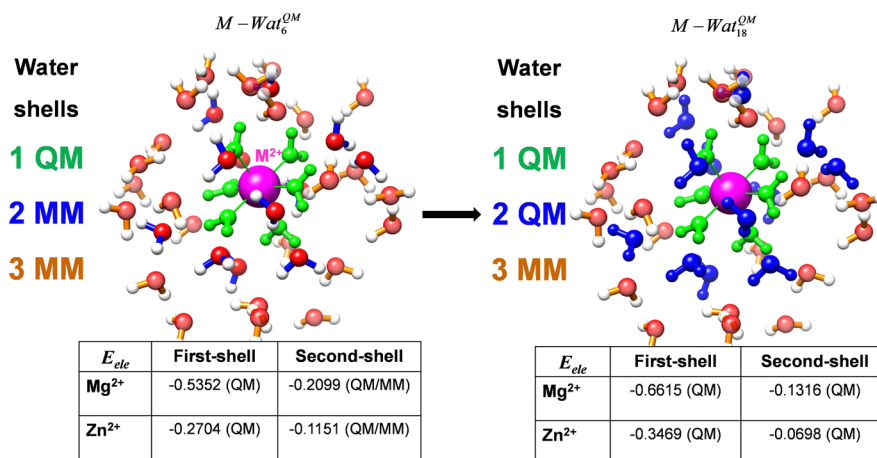 M – Wat₆^QM
Water
shells
1 QM
2 MM
3 MM
M²⁺
E_ele First-shell Second-shell
Mg²⁺ -0.5352 (QM) -0.2099 (QM/MM)
Zn²⁺ -0.2704 (QM) -0.1151 (QM/MM)
M – Wat₁₈^QM
Water
shells
1 QM
2 QM
3 MM
E_ele First-shell Second-shell
Mg²⁺ -0.6615 (QM) -0.1316 (QM)
Zn²⁺ -0.3469 (QM) -0.0698 (QM)